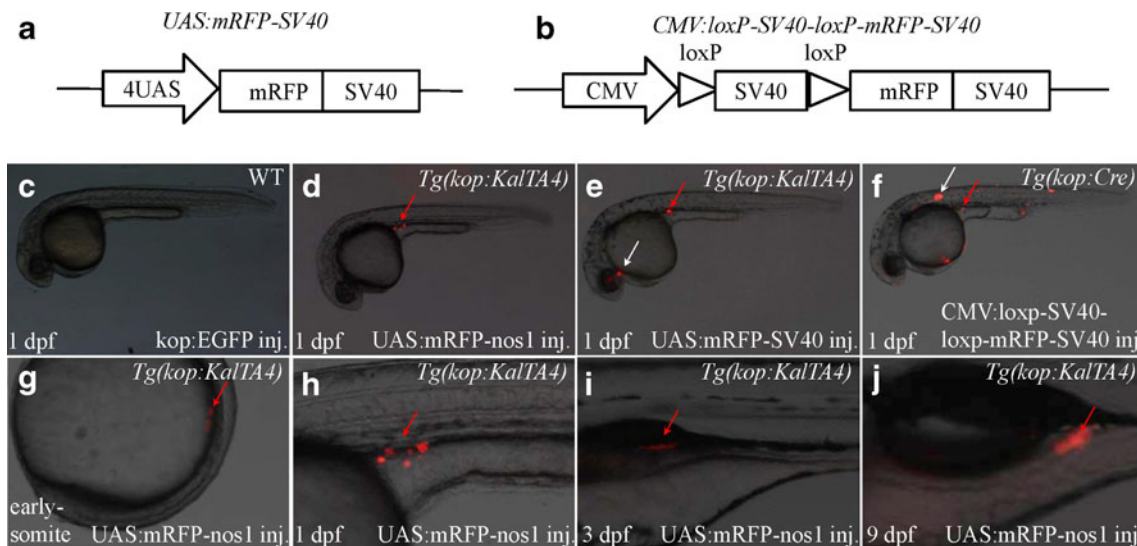 a
UAS:mRFP-SV40
4UAS
mRFP
SV40
b
CMV:loxP-SV40-loxP-mRFP-SV40
loxP
loxP
CMV
SV40
mRFP
SV40
c
WT
1 dpf
kop:EGFP inj.
d
Tg(kop:KalTA4)
1 dpf
UAS:mRFP-nos1 inj.
e
Tg(kop:KalTA4)
1 dpf
UAS:mRFP-SV40 inj.
f
Tg(kop:Cre)
CMV:loxp-SV40-
1 dpf
loxp-mRFP-SV40 inj.
g
Tg(kop:KalTA4)
early-
somite
UAS:mRFP-nos1 inj.
h
Tg(kop:KalTA4)
1 dpf
UAS:mRFP-nos1 inj.
i
Tg(kop:KalTA4)
3 dpf
UAS:mRFP-nos1 inj.
j
Tg(kop:KalTA4)
9 dpf
UAS:mRFP-nos1 inj.